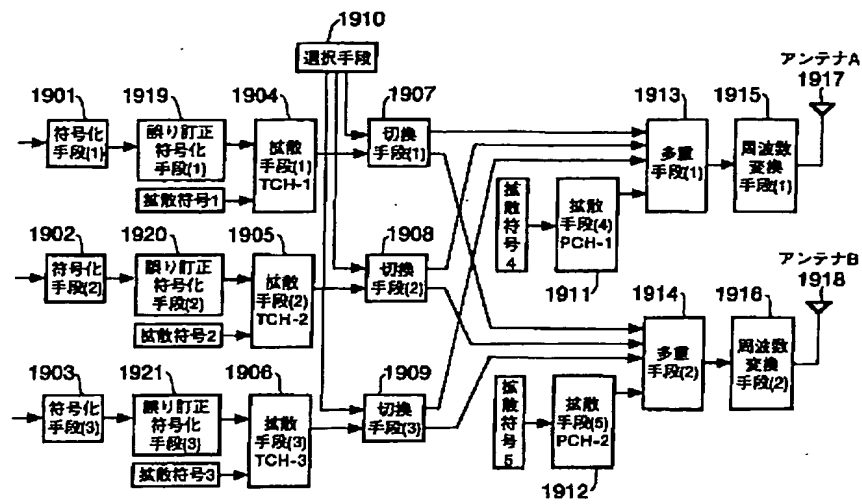 1910
選択手段
アンテナA
1917
1901
1919
1904
1907
1913
1915
符号化
手段(1)
誤り訂正
符号化
手段(1)
拡散
手段(1)
TCH-1
切換
手段(1)
多重
手段(1)
周波数
変換
手段(1)
拡散符号1
拡散符号4
拡散
手段(4)
PCH-1
1911
1902
1920
1905
1908
符号化
手段(2)
誤り訂正
符号化
手段(2)
拡散
手段(2)
TCH-2
切換
手段(2)
拡散符号2
アンテナB
1918
1914
1916
多重
手段(2)
周波数
変換
手段(2)
1903
1921
1906
1909
符号化
手段(3)
誤り訂正
符号化
手段(3)
拡散
手段(3)
TCH-3
切換
手段(3)
拡散符号3
拡散符号5
拡散
手段(5)
PCH-2
1912